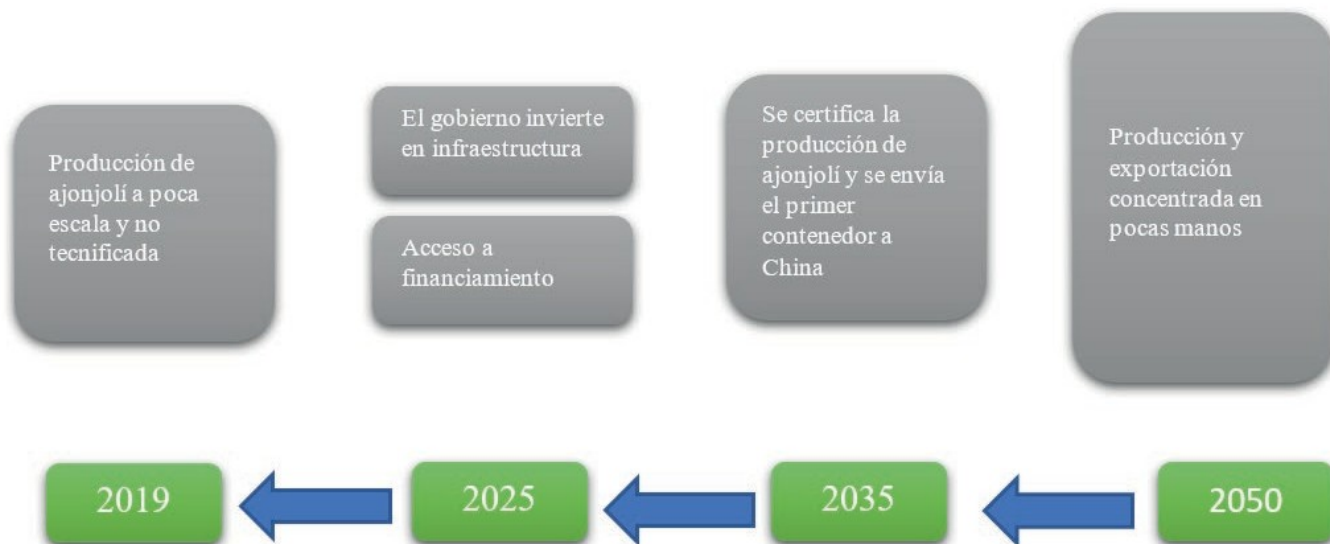 Producción de
ajonjolí a poca
escala y no
tecnificada
El gobierno invierte
en infraestructura
Acceso a
financiamiento
Se certifica la
producción de
ajonjolí y se envía
el primer
contenedor a
China
Producción y
exportación
concentrada en
pocas manos
2019
2025
2035
2050